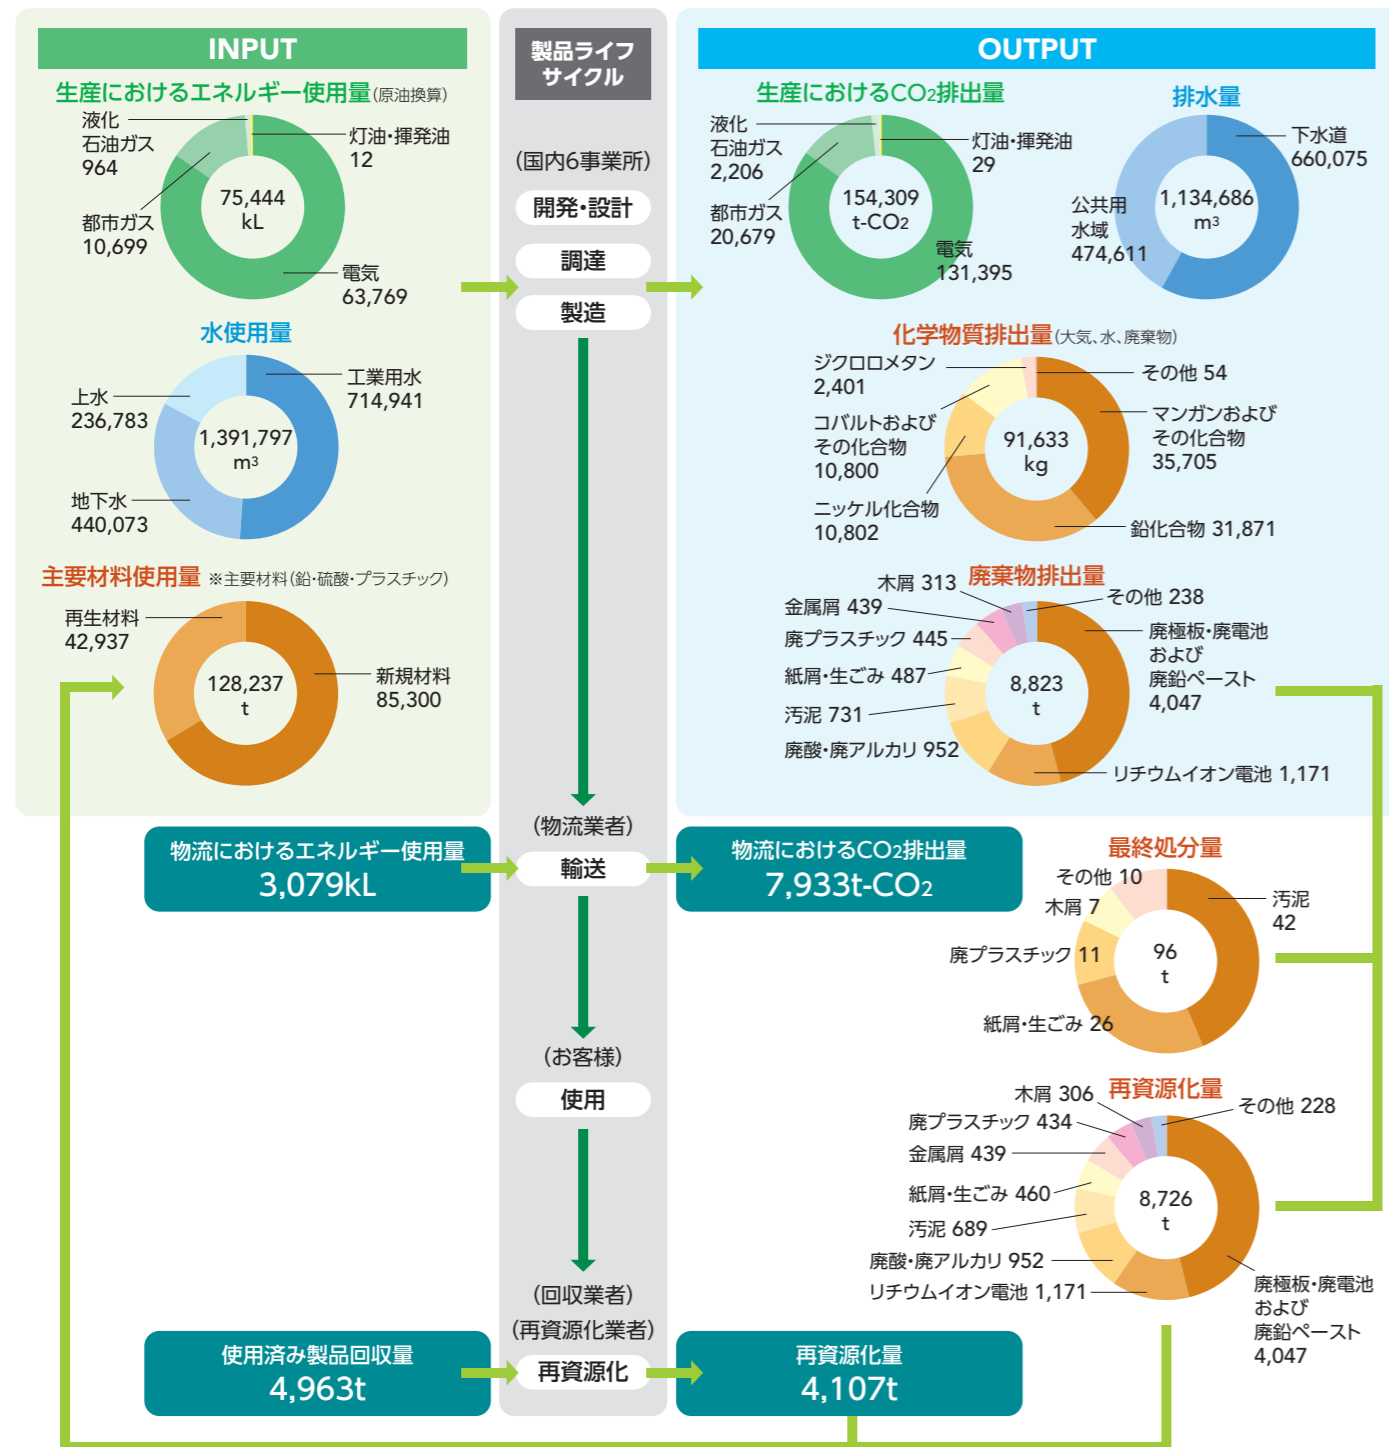 INPUT
生産におけるエネルギー使用量(原油換算)
液化
石油ガス
964
灯油・揮発油
12
75,444
kL
都市ガス
10,699
電気
63,769
水使用量
工業用水
714,941
上水
236,783
1,391,797
m3
地下水
440,073
主要材料使用量 ※主要材料(鉛・硫酸・プラスチック)
再生材料
42,937
128,237
t
新規材料
85,300
製品ライフ
サイクル
(国内6事業所)
開発・設計
調達
製造
OUTPUT
生産におけるCO2排出量
液化
石油ガス
2,206
灯油・揮発油
29
154,309
t-CO2
都市ガス
20,679
電気
131,395
排水量
下水道
660,075
1,134,686
m3
公共用
水域
474,611
化学物質排出量(大気、水、廃棄物)
ジクロロメタン
2,401
その他 54
コバルトおよび
その化合物
10,800
マンガンおよび
その化合物
35,705
91,633
kg
ニッケル化合物
10,802
鉛化合物 31,871
廃棄物排出量
木屑 313
その他 238
金属屑 439
廃プラスチック 445
廃極板・廃電池
および
廃鉛ペースト
4,047
紙屑・生ごみ 487
8,823
t
汚泥 731
廃酸・廃アルカリ 952
リチウムイオン電池 1,171
物流におけるエネルギー使用量
3,079kL
(物流業者)
輸送
物流におけるCO2排出量
7,933t-CO2
最終処分量
その他 10
木屑 7
汚泥
42
廃プラスチック 11
96
t
紙屑・生ごみ 26
(お客様)
使用
再資源化量
木屑 306
その他 228
廃プラスチック 434
金属屑 439
紙屑・生ごみ 460
8,726
t
汚泥 689
廃酸・廃アルカリ 952
リチウムイオン電池 1,171
廃極板・廃電池
および
廃鉛ペースト
4,047
(回収業者)
(再資源化業者)
使用済み製品回収量
4,963t
再資源化
再資源化量
4,107t